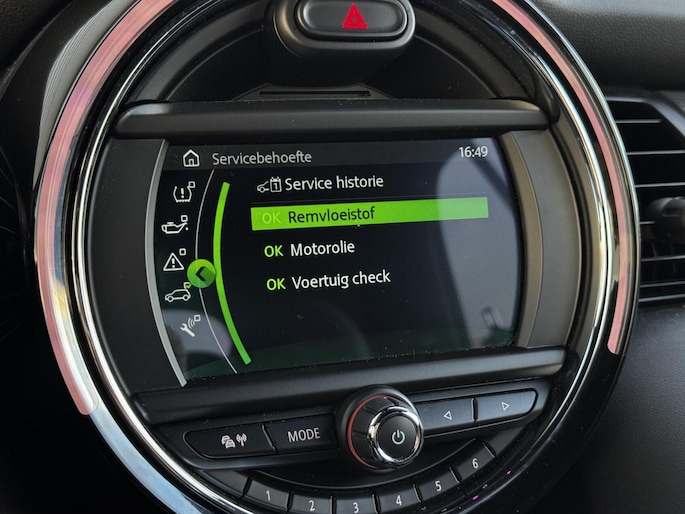 Servicebehoefte 16:49
1 Service historie
OK Remvloeistof
OK Motorolie
OK Voertuig check
MODE
1 2 3 4 5 6